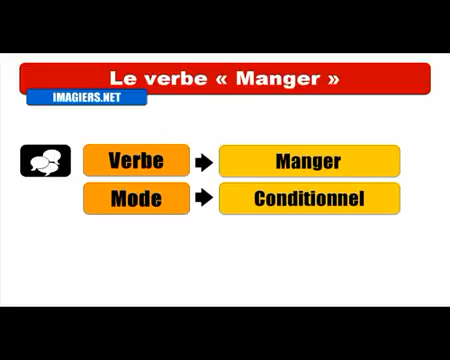 Le verbe « Manger »
IMAGIERS.NET
Verbe Manger
Mode Conditionnel